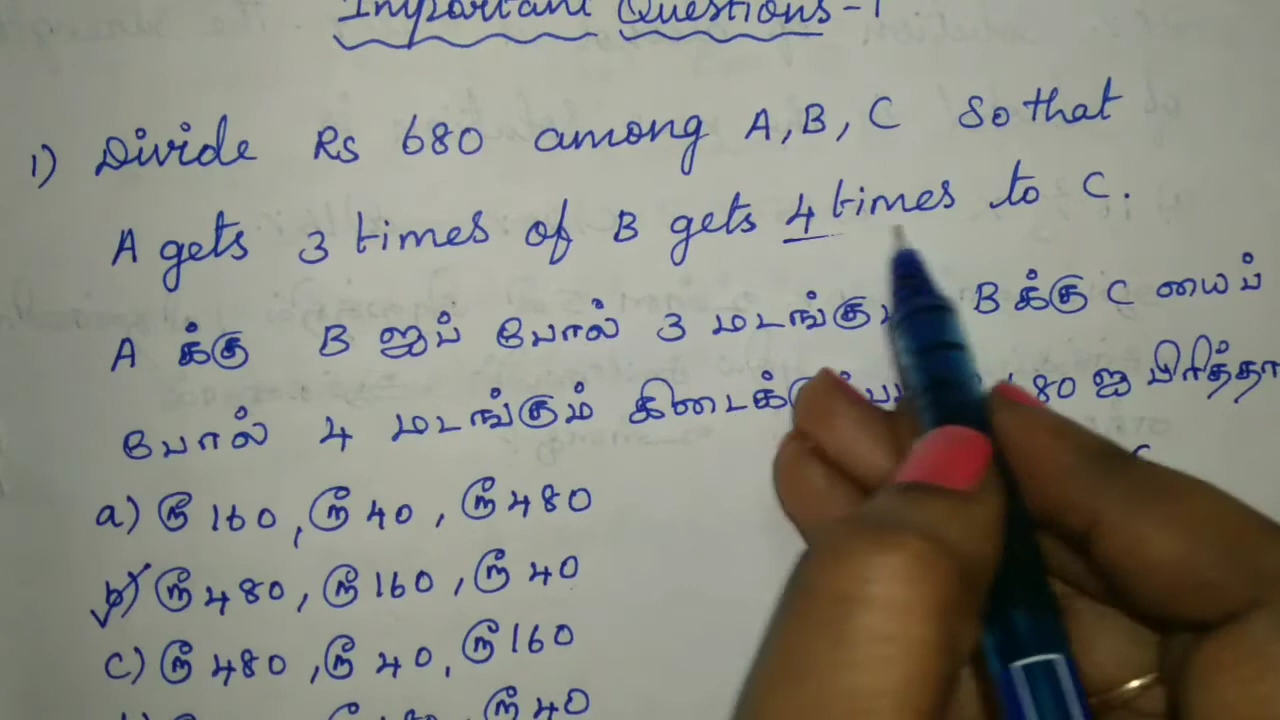 Important Questions - 1
1) Divide Rs 680 among A, B, C So that
A gets 3 times of B gets 4 times to C.
A க்கு B ஐப் போல் 3 B க்கு C யைப்
போல் 4 மடங்கும் ஐ
a) ரூ 160, ரூ 40, ரூ 480
b) ரூ 480, ரூ 160, ரூ 40
c) ரூ 480, ரூ 40, ரூ 160
ரூ 40